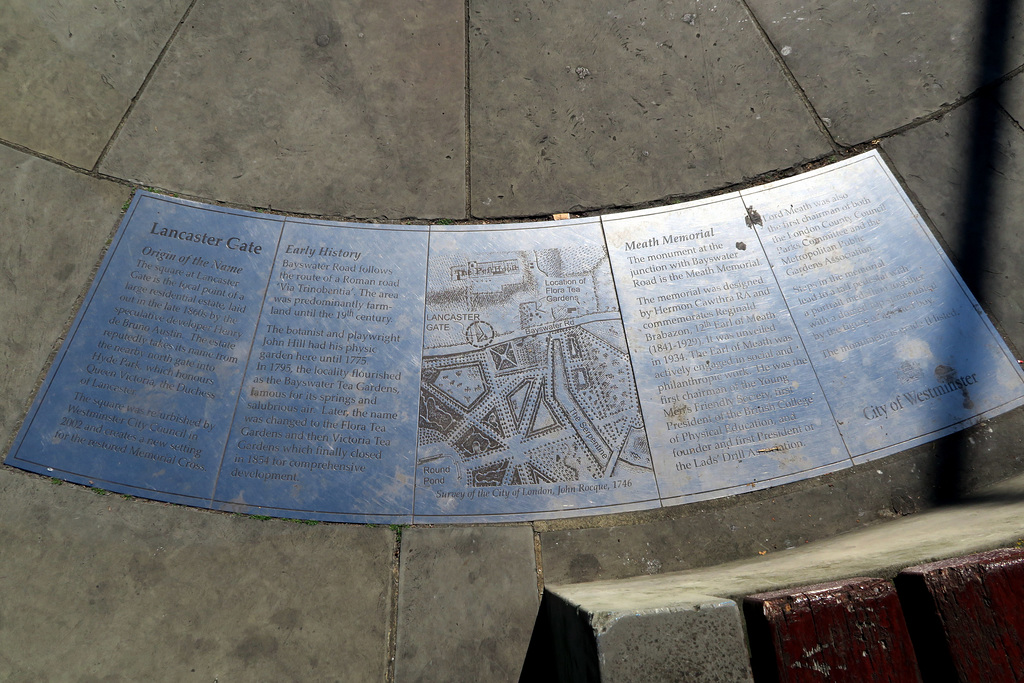 Lancaster Gate
Origin of the Name
The square at Lancaster
Gate is the focal point of a
large residential estate, laid
out in the late 1860s by the
speculative developer Henry
de Bruno Austin. The estate
reputedly takes its name from
the nearby north gate into
Hyde Park, which honours
Queen Victoria, the Duchess
of Lancaster.
The square was refurbished by
Westminster City Council in
2002 and creates a new setting
for the restored Memorial Cross.
Early History
Bayswater Road follows
the route of a Roman road
'Via Trinobertia'. The area
was predominantly farm-
land until the 19th century.
The botanist and playwright
John Hill had his physic
garden here until 1775.
In 1795, the locality flourished
as the Bayswater Tea Gardens,
famous for its springs and
salubrious air. Later, the name
was changed to the Flora Tea
Gardens and then Victoria Tea
Gardens which finally closed
in 1854 for comprehensive
development.
Location of
Flora Tea
Gardens
LANCASTER
GATE
Bayswater Rd
The Serpentine
Round
Pond
Survey of the City of London, John Rocque, 1746
Meath Memorial
The monument at the
junction with Bayswater
Road is the Meath Memorial.
The memorial was designed
by Hermon Cawthra RA and
commemorates Reginald
Brabazon, 12th Earl of Meath
(1841-1929). It was unveiled
in 1934. The Earl of Meath was
actively engaged in social and
philanthropic work. He was the
first chairman of the Young
Men's Friendly Society, first
President of the British College
of Physical Education, and
founder and first President of
the Lads' Drill Association.
Lord Meath was also
the first chairman of both
the London County Council
Parks Committee and the
Metropolitan Public
Gardens Association.
City of Westminster